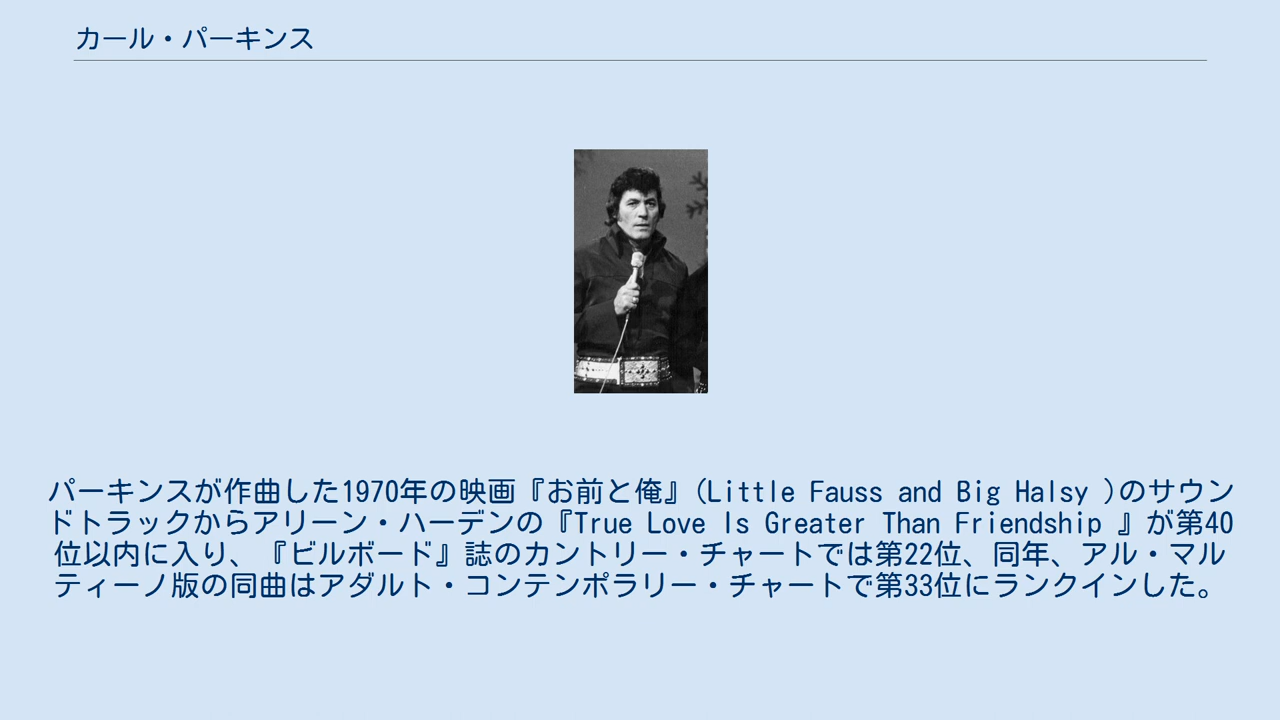 カール・パーキンス
パーキンスが作曲した1970年の映画『お前と俺』(Little Fauss and Big Halsy )のサウン
ドトラックからアリーン・ハーデンの『True Love Is Greater Than Friendship 』が第40
位以内に入り、『ビルボード』誌のカントリー・チャートでは第22位、同年、アル・マル
ティーノ版の同曲はアダルト・コンテンポラリー・チャートで第33位にランクインした。